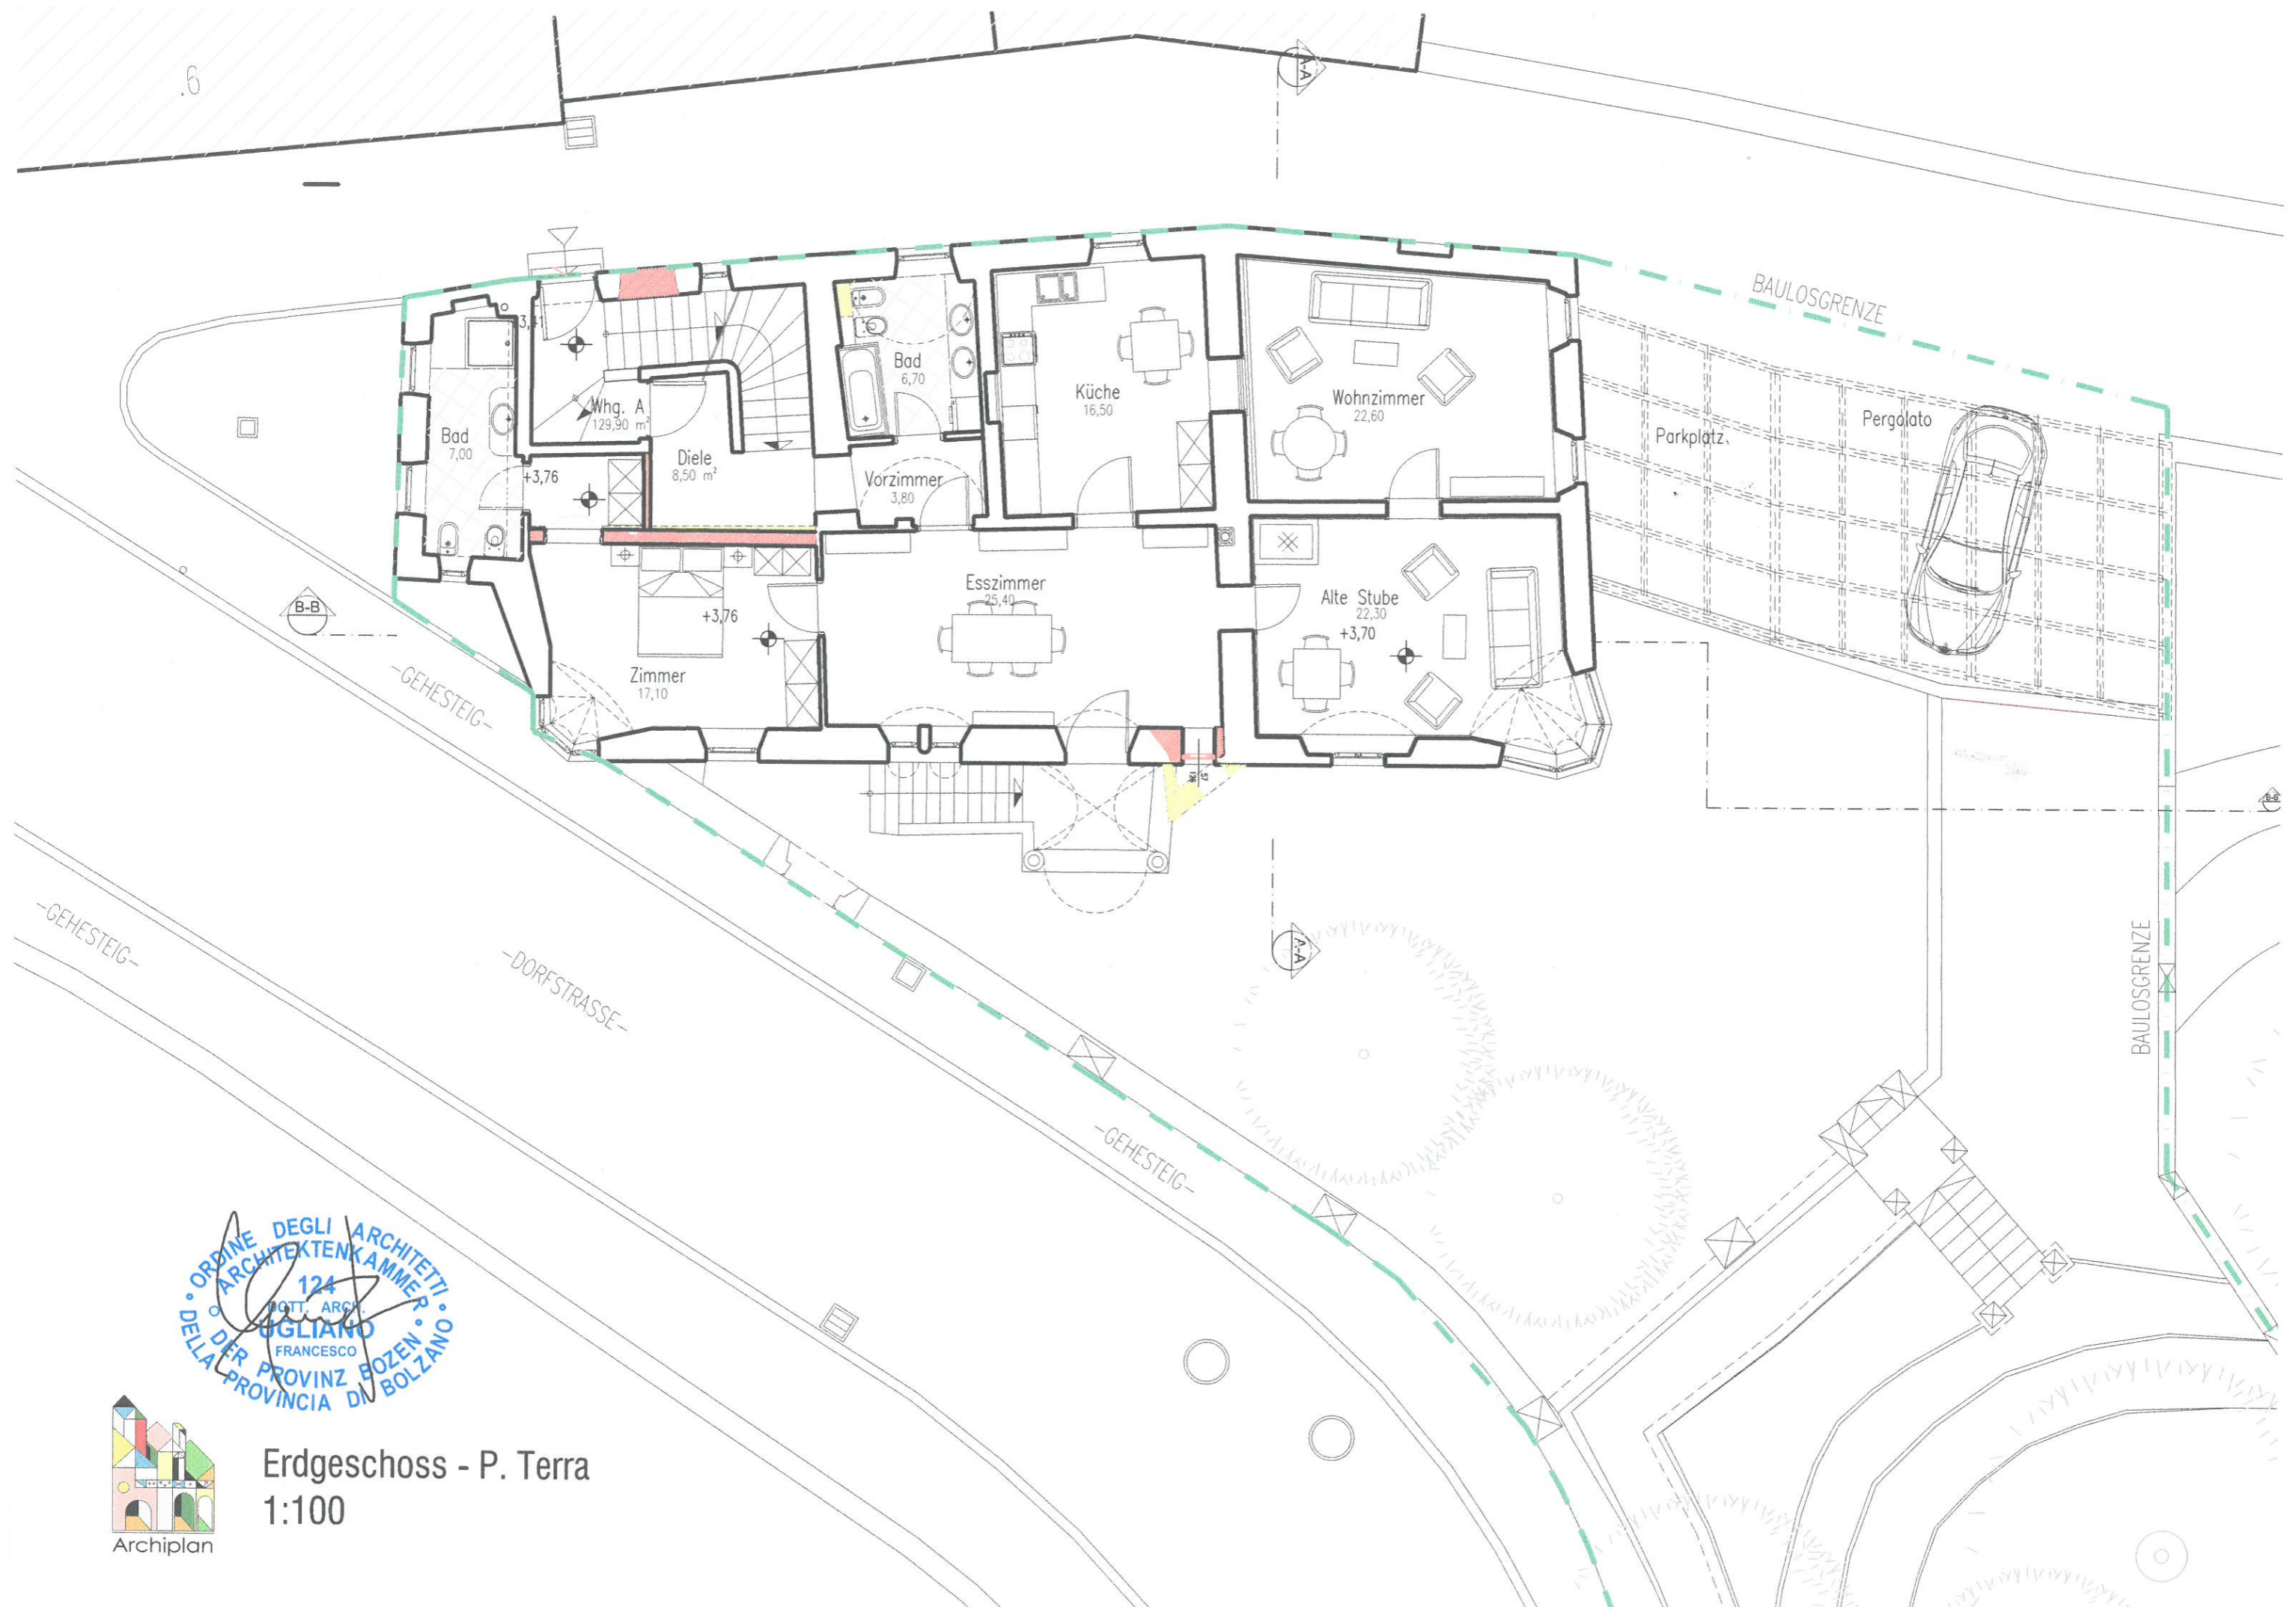 .6
A-A
BAULOSGRENZE
Bad
7,00
+3,76
Whg. A
129,90 m²
Diele
8,50 m²
Bad
6,70
Vorzimmer
3,80
Küche
16,50
Wohnzimmer
22,60
Parkplatz
Pergolato
B-B
Zimmer
17,10
+3,76
Esszimmer
25,40
Alte Stube
22,30
+3,70
B-B
-GEHESTEIG-
-GEHESTEIG-
-DORFSTRASSE-
A-A
BAULOSGRENZE
-GEHESTEIG-
ORDINE DEGLI ARCHITETTI
DELLA PROVINCIA DI BOLZANO
ARCHITEKTENKAMMER
DER PROVINZ BOZEN
124
DOTT. ARCH.
UGLIANO
FRANCESCO
Archiplan
Erdgeschoss - P. Terra
1:100